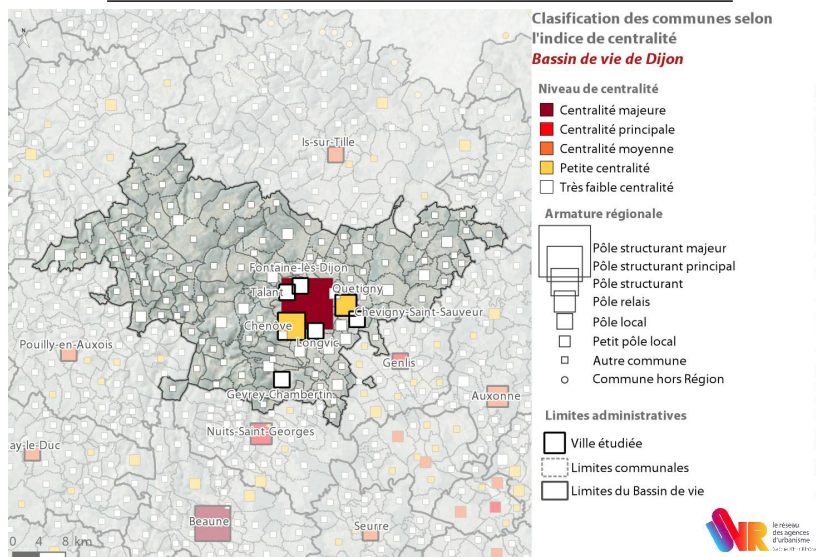 Clasification des communes selon
l'indice de centralité
Bassin de vie de Dijon
Niveau de centralité
Centralité majeure
Centralité principale
Centralité moyenne
Petite centralité
Très faible centralité
Armature régionale
Pôle structurant majeur
Pôle structurant principal
Pôle structurant
Pôle relais
Pôle local
Petit pôle local
Autre commune
Commune hors Région
Limites administratives
Ville étudiée
Limites communales
Limites du Bassin de vie
N
Is-sur-Tille
Fontaine-lès-Dijon
Talant
Quetigny
Chevigny-Saint-Sauveur
Chenôve
Longvic
Pouilly-en-Auxois
Genlis
Gevrey-Chambertin
Auxonne
Nuits-Saint-Georges
ay-le-Duc
Beaune
Seurre
0 4 8 km
le réseau
des agences
d'urbanisme